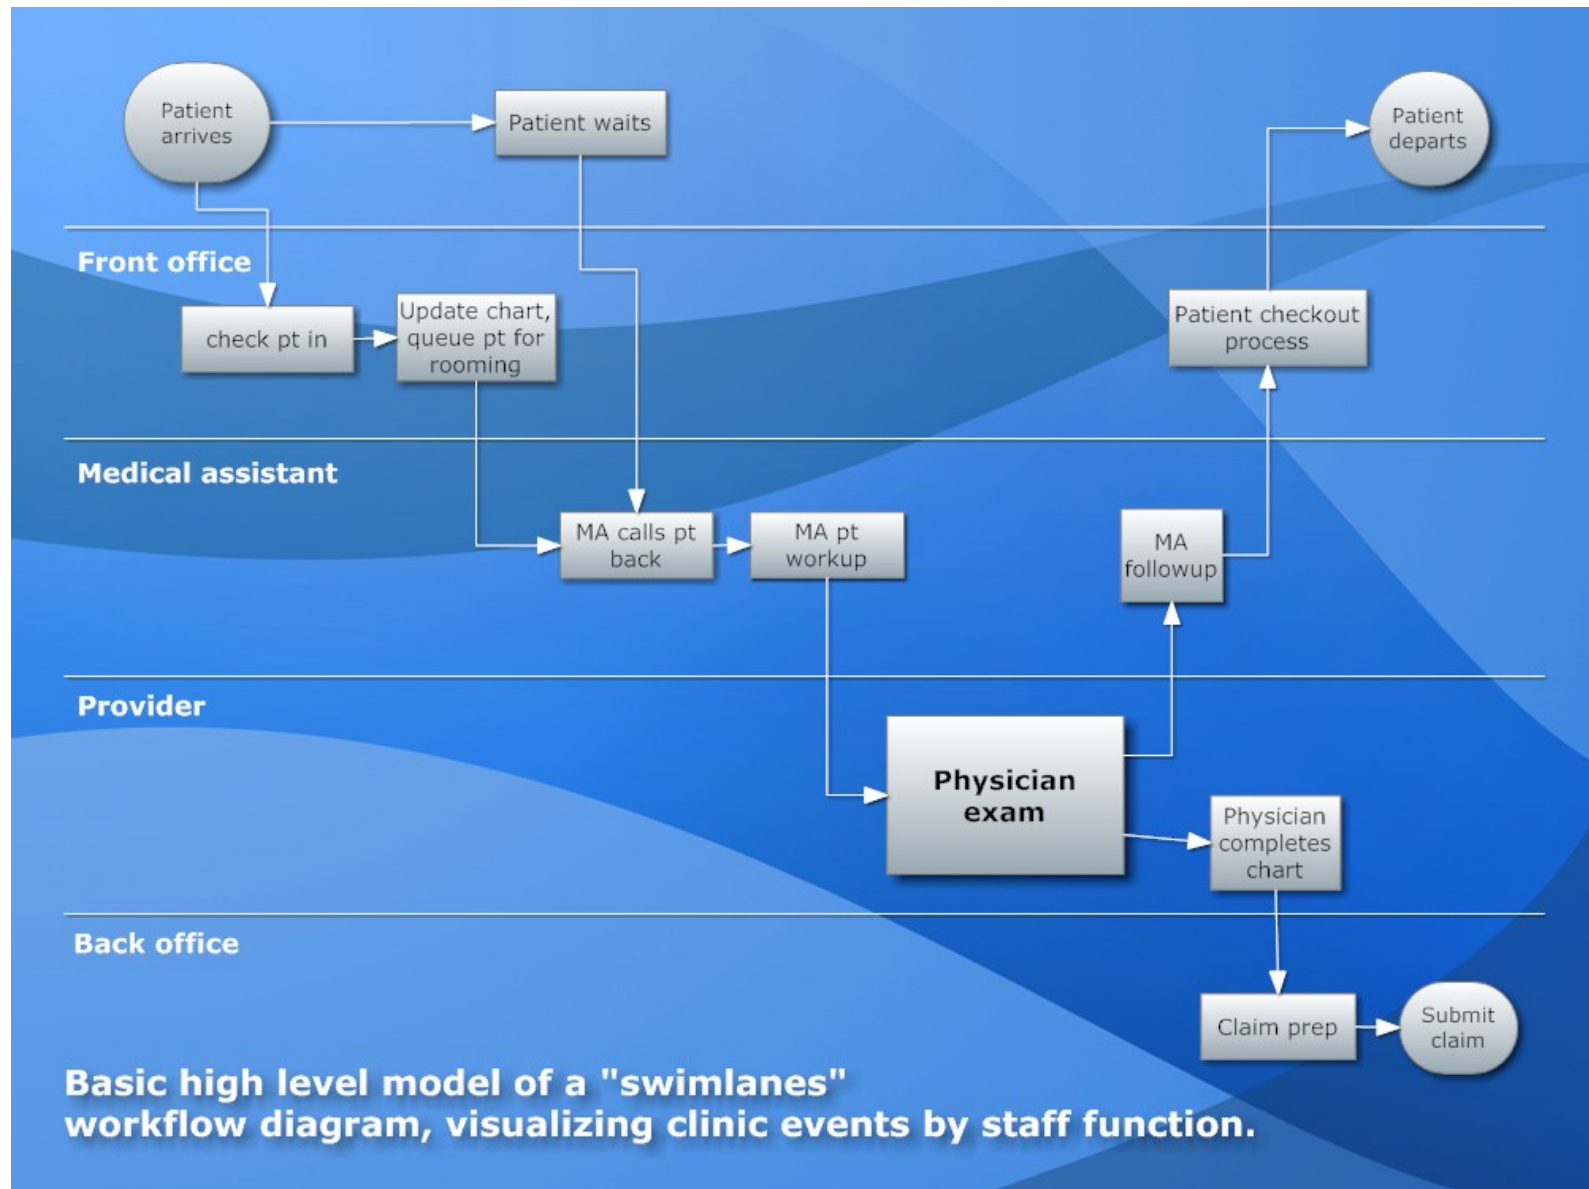 Patient
arrives
Patient waits
Patient
departs
Front office
check pt in
Update chart,
queue pt for
rooming
Patient checkout
process
Medical assistant
MA calls pt
back
MA pt
workup
MA
followup
Provider
Physician
exam
Physician
completes
chart
Back office
Claim prep
Submit
claim
Basic high level model of a "swimlanes"
workflow diagram, visualizing clinic events by staff function.